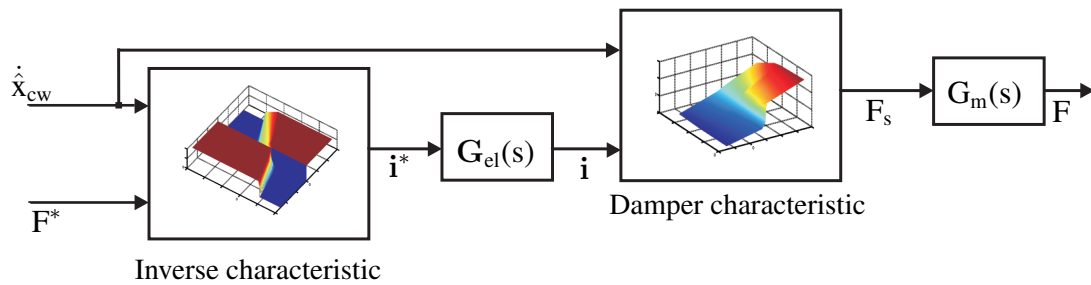 ẋ̂cw
F*
Inverse characteristic
i*
Gel(s)
i
Damper characteristic
Fs
Gm(s)
F